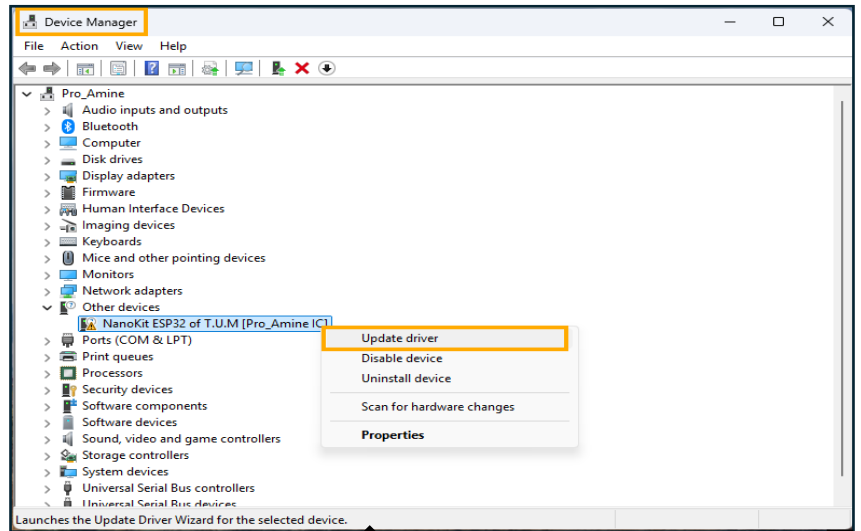 Device Manager
File Action View Help
Pro_Amine
Audio inputs and outputs
Bluetooth
Computer
Disk drives
Display adapters
Firmware
Human Interface Devices
Imaging devices
Keyboards
Mice and other pointing devices
Monitors
Network adapters
Other devices
NanoKit ESP32 of T.U.M [Pro_Amine IC]
Ports (COM & LPT)
Print queues
Processors
Security devices
Software components
Software devices
Sound, video and game controllers
Storage controllers
System devices
Universal Serial Bus controllers
Universal Serial Bus devices
Update driver
Disable device
Uninstall device
Scan for hardware changes
Properties
Launches the Update Driver Wizard for the selected device.